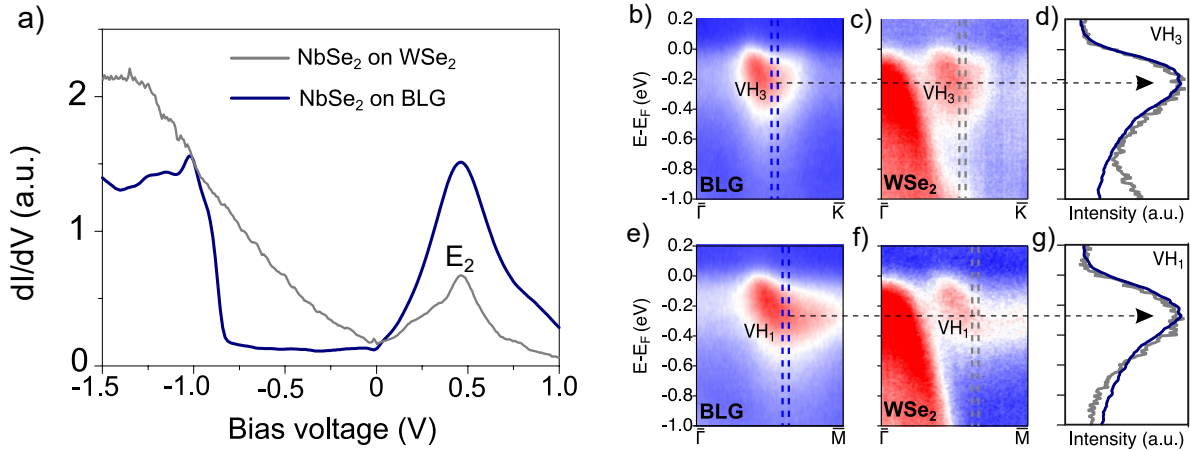 a)
NbSe₂ on WSe₂
NbSe₂ on BLG
E₂
dI/dV (a.u.)
2
1
0
-1.5
-1.0
-0.5
0
0.5
1.0
Bias voltage (V)
b)
E-E_F (eV)
0.2
0.0
-0.2
-0.4
-0.6
-0.8
-1.0
VH₃
BLG
Γ̄
K̄
c)
VH₃
WSe₂
Γ̄
K̄
d)
VH₃
Intensity (a.u.)
e)
E-E_F (eV)
0.2
0.0
-0.2
-0.4
-0.6
-0.8
-1.0
VH₁
BLG
Γ̄
M̄
f)
VH₁
WSe₂
Γ̄
M̄
g)
VH₁
Intensity (a.u.)